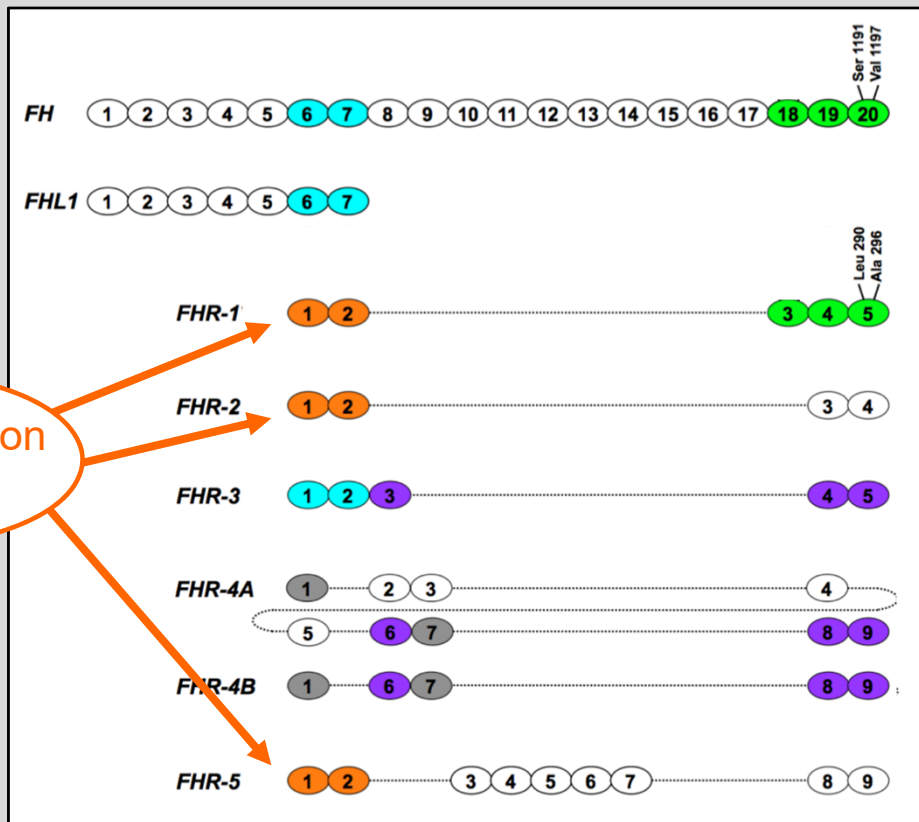 Ser 1191
Val 1197
FH 1 2 3 4 5 6 7 8 9 10 11 12 13 14 15 16 17 18 19 20
FHL1 1 2 3 4 5 6 7
Leu 290
Ala 296
FHR-1 1 2 3 4 5
FHR-2 1 2 3 4
on
FHR-3 1 2 3 4 5
FHR-4A 1 2 3 4
5 6 7 8 9
FHR-4B 1 6 7 8 9
FHR-5 1 2 3 4 5 6 7 8 9